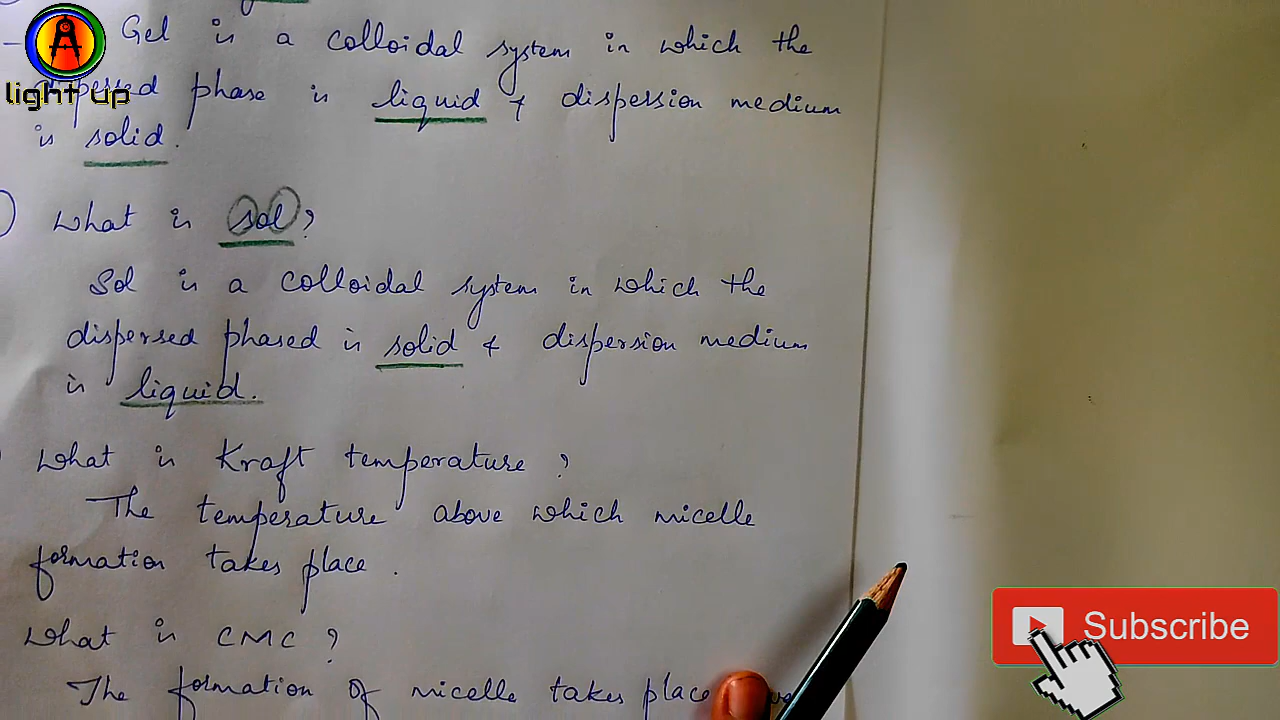 Gel is a colloidal system in which the
dispersed phase is liquid & dispersion medium
is solid.
What is sol?
Sol is a colloidal system in which the
dispersed phased is solid & dispersion medium
is liquid.
What is Kraft temperature?
The temperature above which micelle
formation takes place.
What is CMC?
The formation of micelle takes place
light up
Subscribe